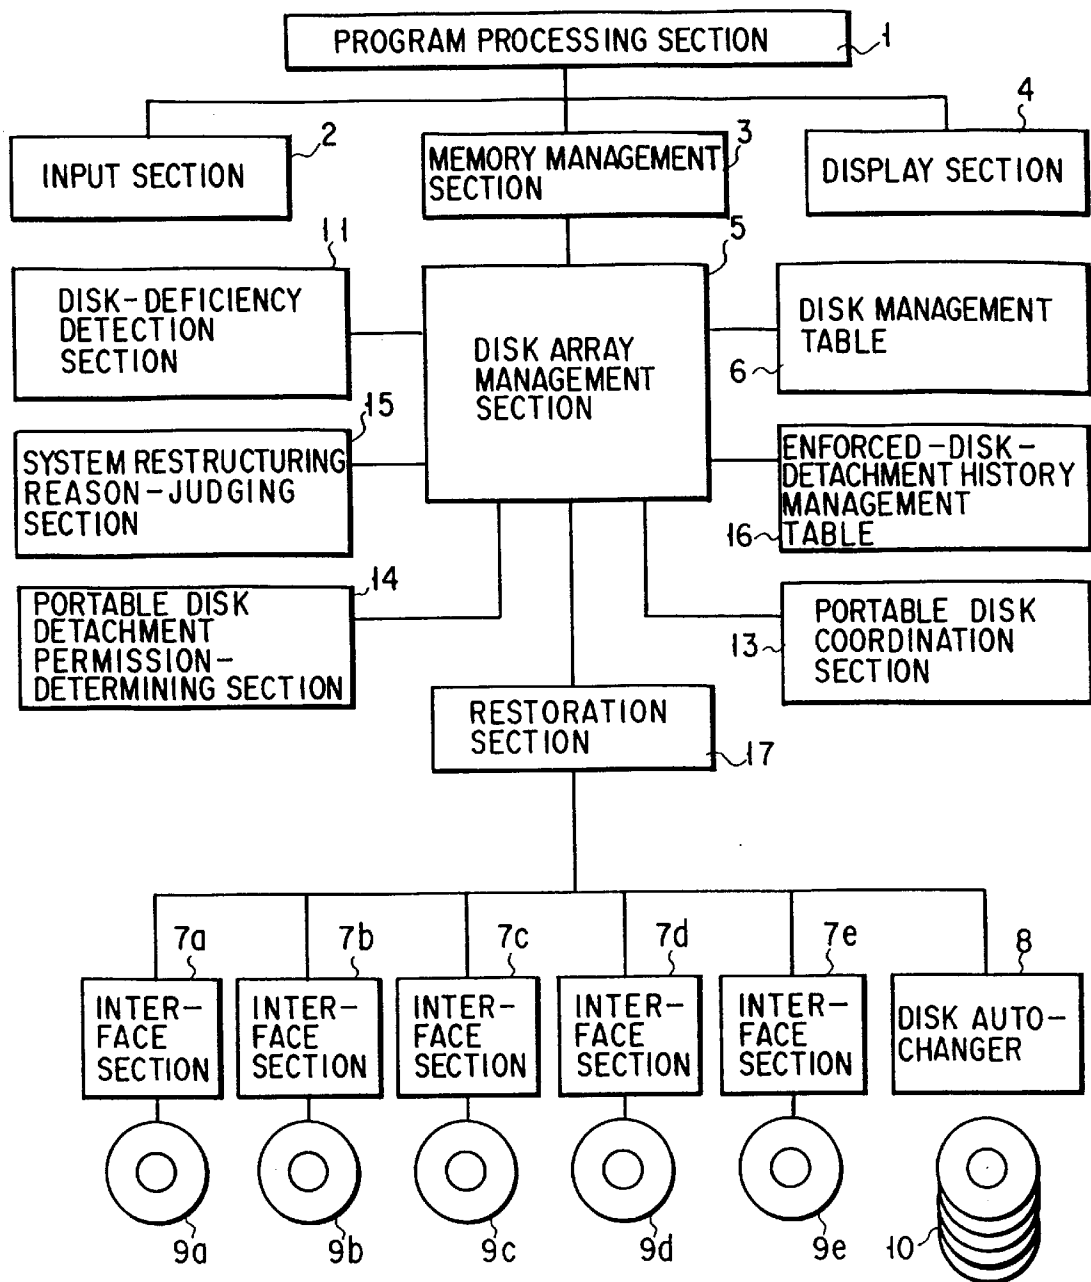 PROGRAM PROCESSING SECTION
1
2
INPUT SECTION
3
MEMORY MANAGEMENT
SECTION
4
DISPLAY SECTION
11
DISK-DEFICIENCY
DETECTION
SECTION
5
DISK ARRAY
MANAGEMENT
SECTION
DISK MANAGEMENT
TABLE
6
15
SYSTEM RESTRUCTURING
REASON-JUDGING
SECTION
ENFORCED-DISK-
DETACHMENT HISTORY
MANAGEMENT
TABLE
16
14
PORTABLE DISK
DETACHMENT
PERMISSION-
DETERMINING SECTION
PORTABLE DISK
COORDINATION
SECTION
13
RESTORATION
SECTION
17
7a
7b
7c
7d
7e
8
INTER-
FACE
SECTION
INTER-
FACE
SECTION
INTER-
FACE
SECTION
INTER-
FACE
SECTION
INTER-
FACE
SECTION
DISK AUTO-
CHANGER
9a
9b
9c
9d
9e
10